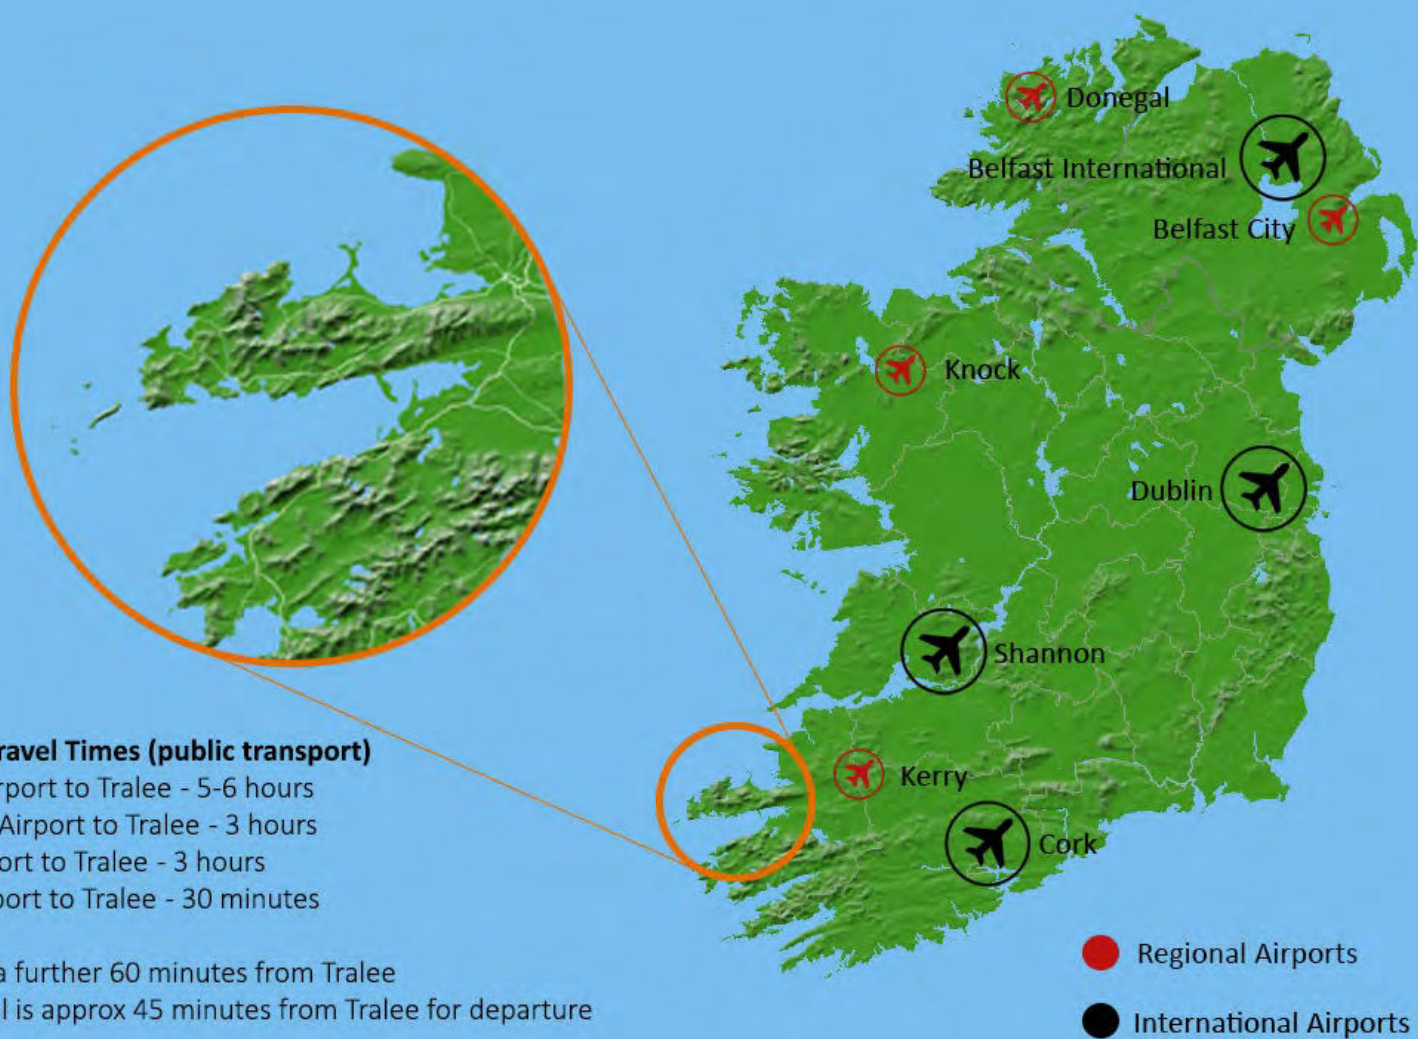 Donegal
Belfast International
Belfast City
Knock
Dublin
Shannon
Kerry
Cork
ravel Times (public transport)
rport to Tralee - 5-6 hours
Airport to Tralee - 3 hours
ort to Tralee - 3 hours
port to Tralee - 30 minutes
a further 60 minutes from Tralee
l is approx 45 minutes from Tralee for departure
Regional Airports
International Airports